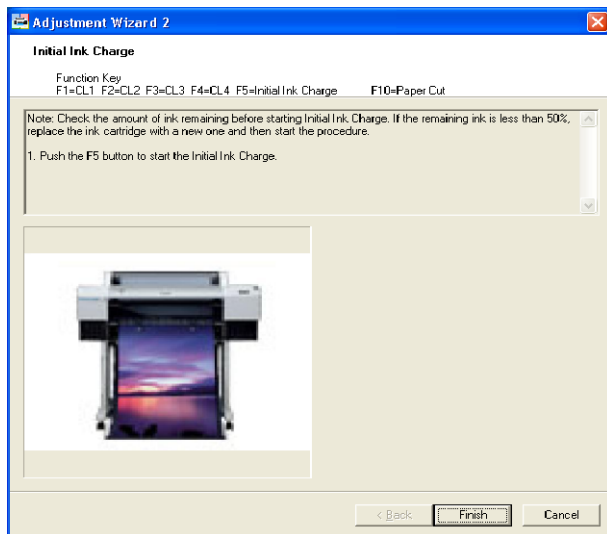 Adjustment Wizard 2
Initial Ink Charge
Function Key
F1=CL1 F2=CL2 F3=CL3 F4=CL4 F5=Initial Ink Charge F10=Paper Cut
Note: Check the amount of ink remaining before starting Initial Ink Charge. If the remaining ink is less than 50%,
replace the ink cartridge with a new one and then start the procedure.
1. Push the F5 button to start the Initial Ink Charge.
< Back Finish Cancel